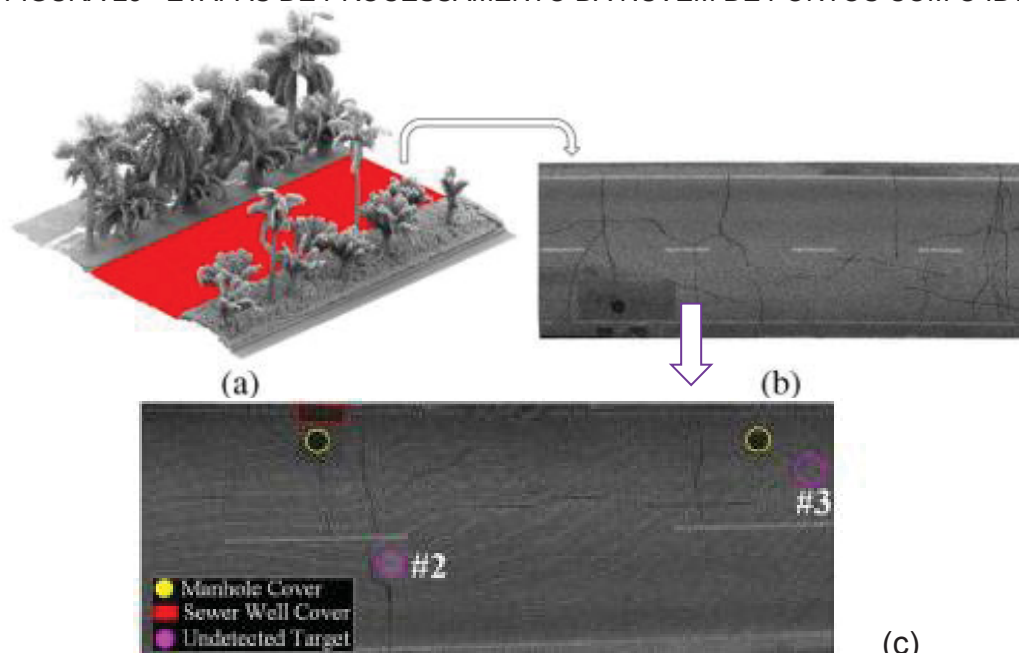 (a)
(b)
#3
#2
Manhole Cover
Sewer Well Cover
Undetected Target
(c)